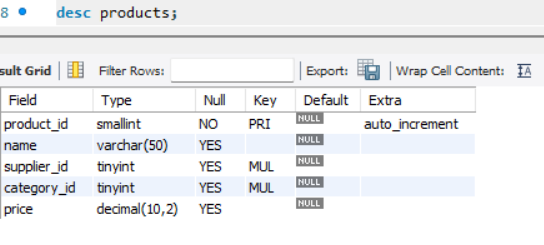 8 desc products;
sult Grid Filter Rows: Export: Wrap Cell Content: IA
Field Type Null Key Default Extra
product_id smallint NO PRI NULL auto_increment
name varchar(50) YES NULL
supplier_id tinyint YES MUL NULL
category_id tinyint YES MUL NULL
price decimal(10,2) YES NULL